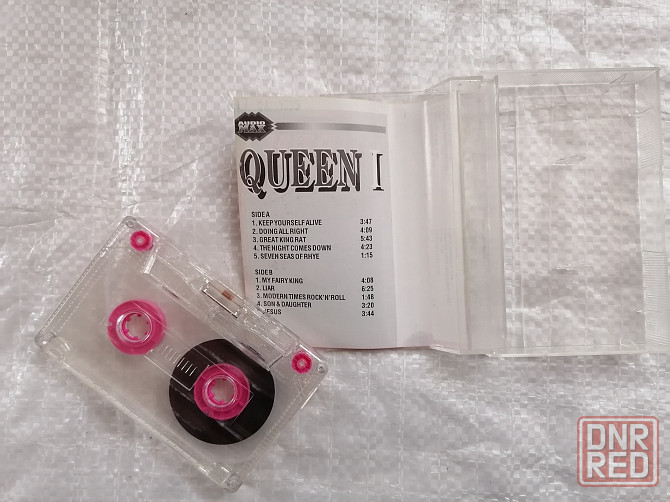 AUDIO
MAX
QUEEN I
SIDE A
1. KEEP YOURSELF ALIVE 3:47
2. DOING ALL RIGHT 4:09
3. GREAT KING RAT 5:43
4. THE NIGHT COMES DOWN 4:23
5. SEVEN SEAS OF RHYE 1:15
SIDE B
1. MY FAIRY KING 4:08
2. LIAR 6:25
3. MODERN TIMES ROCK'N'ROLL 1:48
4. SON & DAUGHTER 3:20
JESUS 3:44
DNR
RED